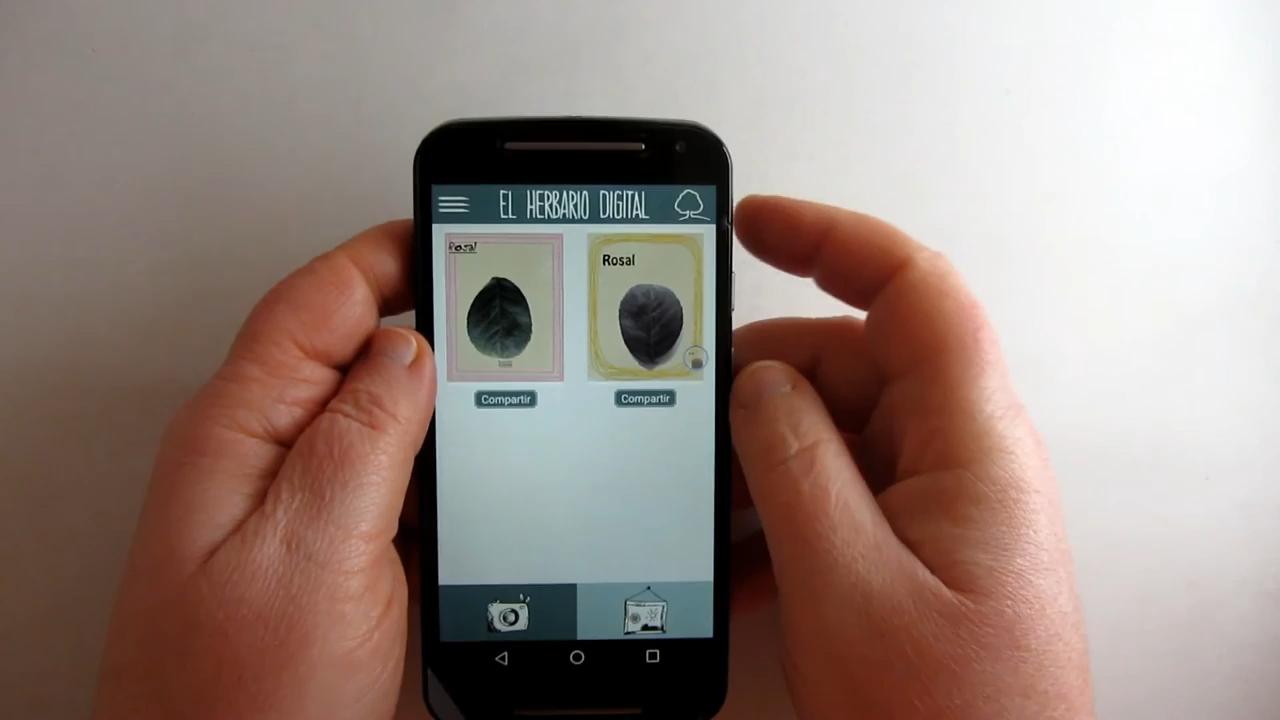 EL HERBARIO DIGITAL
Rosal
Rosal
Compartir
Compartir